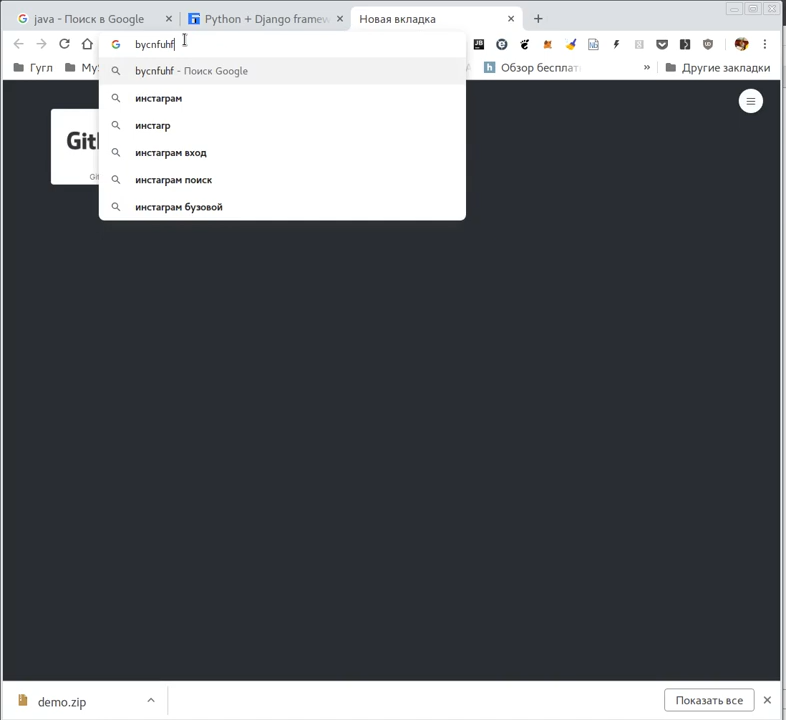 java - Поиск в Google
Python + Django framew
Новая вкладка
bycnfuhf
Гугл
Обзор бесплат
»
Другие закладки
bycnfuhf - Поиск Google
инстаграм
инстагр
инстаграм вход
инстаграм поиск
инстаграм бузовой
demo.zip
Показать все